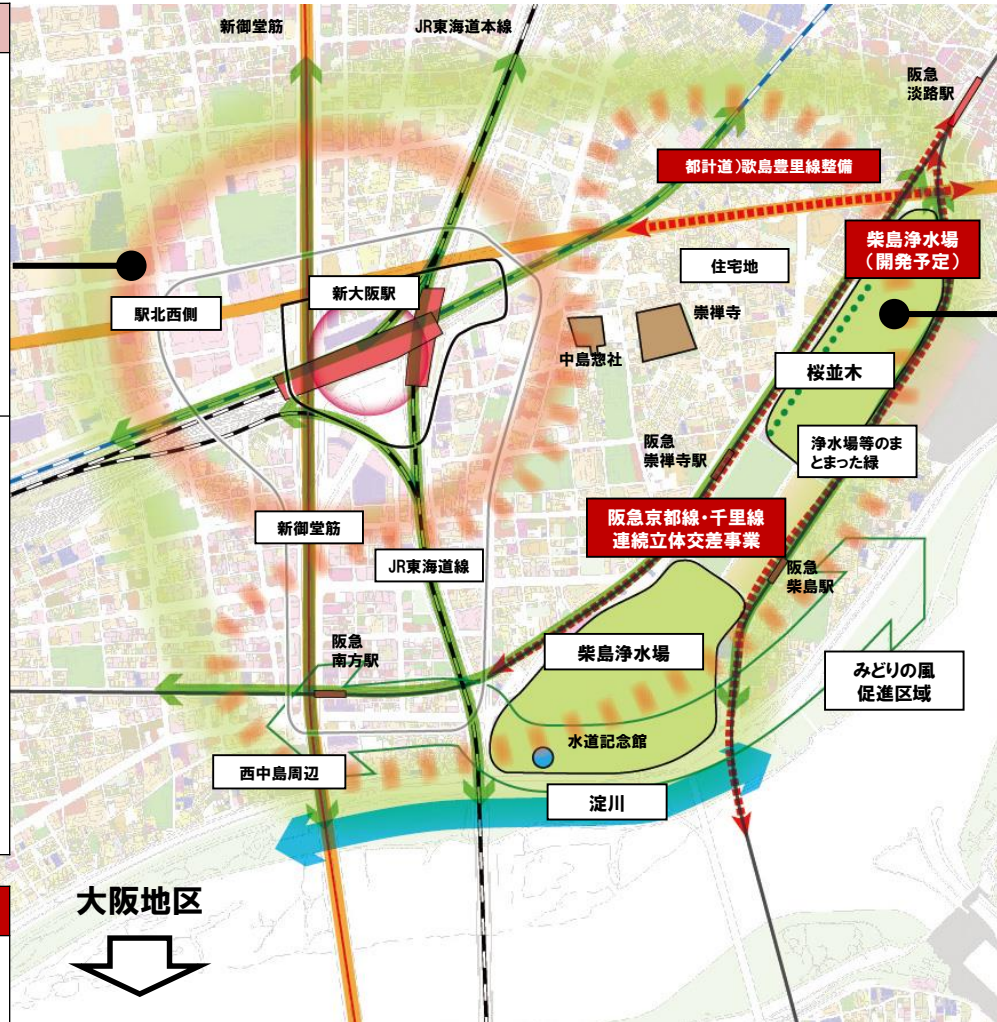 新御堂筋
JR東海道本線
阪急
淡路駅
都計道)歌島豊里線整備
柴島浄水場
(開発予定)
住宅地
新大阪駅
駅北西側
崇禅寺
中島惣社
桜並木
阪急
崇禅寺駅
浄水場等のま
とまった緑
新御堂筋
阪急京都線・千里線
連続立体交差事業
JR東海道線
阪急
柴島駅
阪急
南方駅
柴島浄水場
みどりの風
促進区域
水道記念館
西中島周辺
淀川
大阪地区